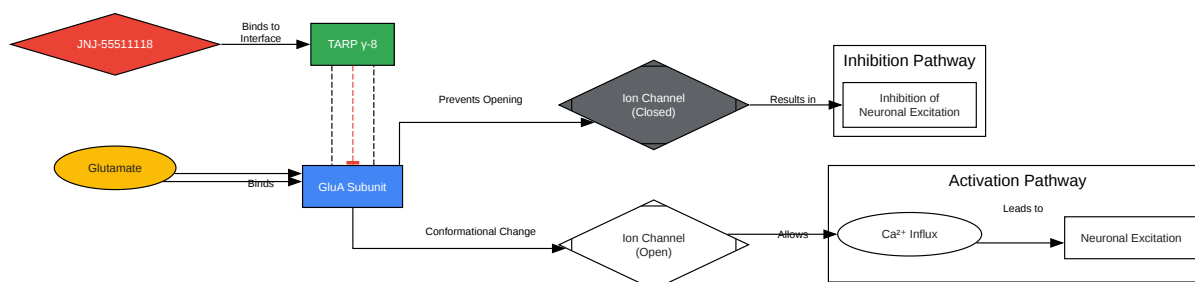 JNJ-55511118
Binds to
Interface
TARP γ-8
Glutamate
Binds
GluA Subunit
Prevents Opening
Ion Channel
(Closed)
Results in
Inhibition Pathway
Inhibition of
Neuronal Excitation
Conformational Change
Ion Channel
(Open)
Allows
Activation Pathway
Ca²⁺ Influx
Leads to
Neuronal Excitation